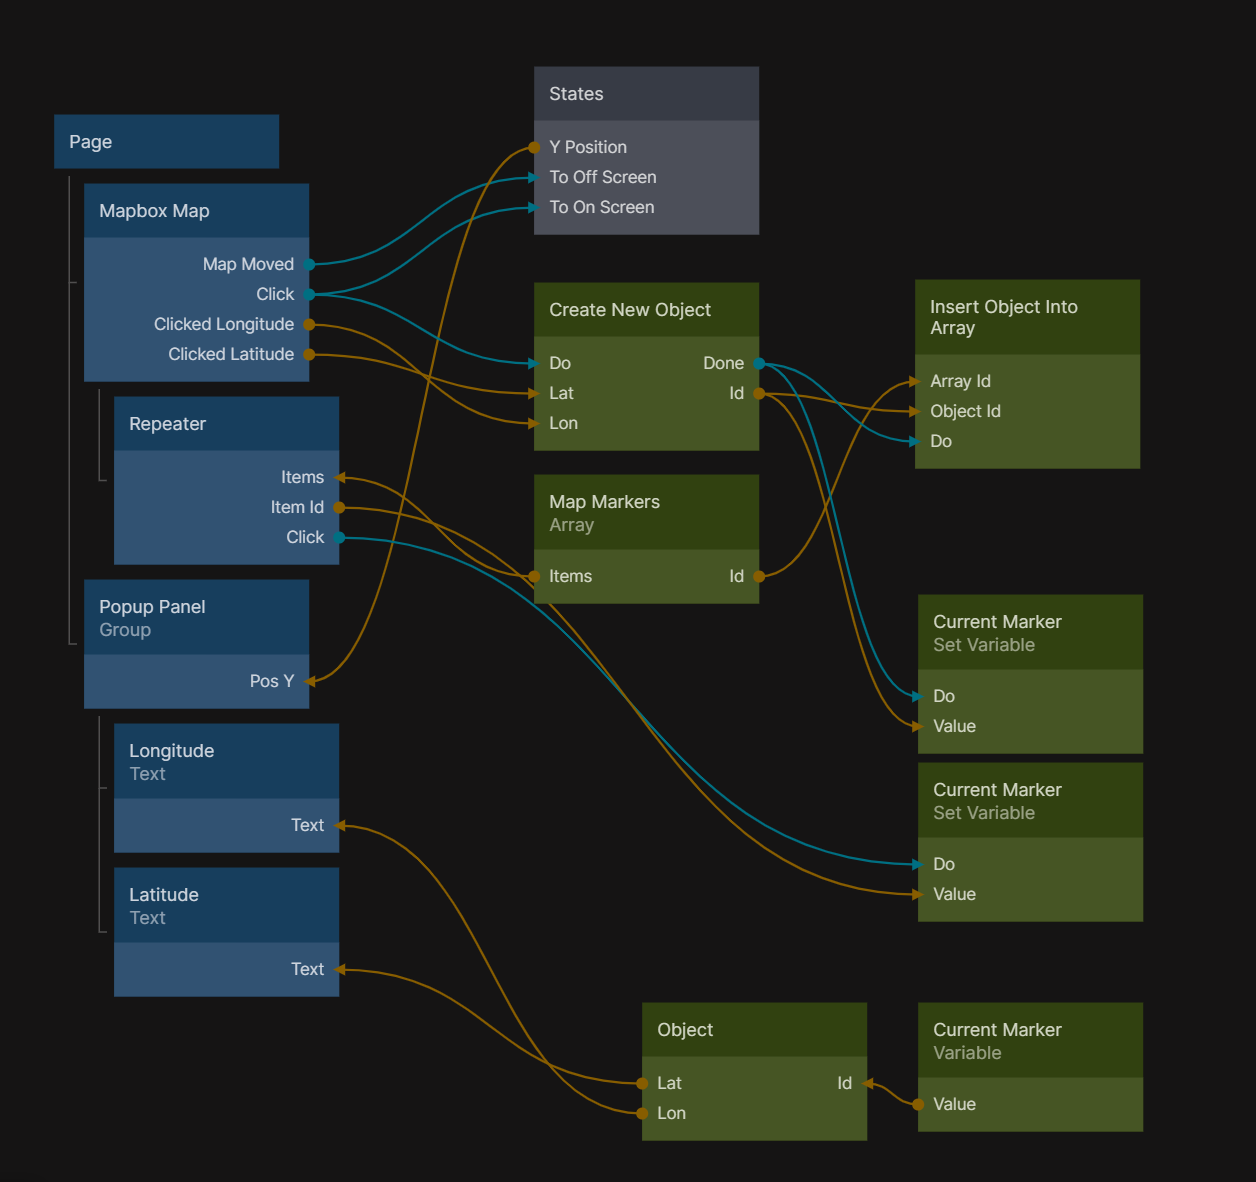 Page
Mapbox Map
Map Moved
Click
Clicked Longitude
Clicked Latitude
Repeater
Items
Item Id
Click
Popup Panel
Group
Pos Y
Longitude
Text
Text
Latitude
Text
Text
States
Y Position
To Off Screen
To On Screen
Create New Object
Do Done
Lat Id
Lon
Map Markers
Array
Items Id
Insert Object Into
Array
Array Id
Object Id
Do
Current Marker
Set Variable
Do
Value
Current Marker
Set Variable
Do
Value
Object
Lat Id
Lon
Current Marker
Variable
Value